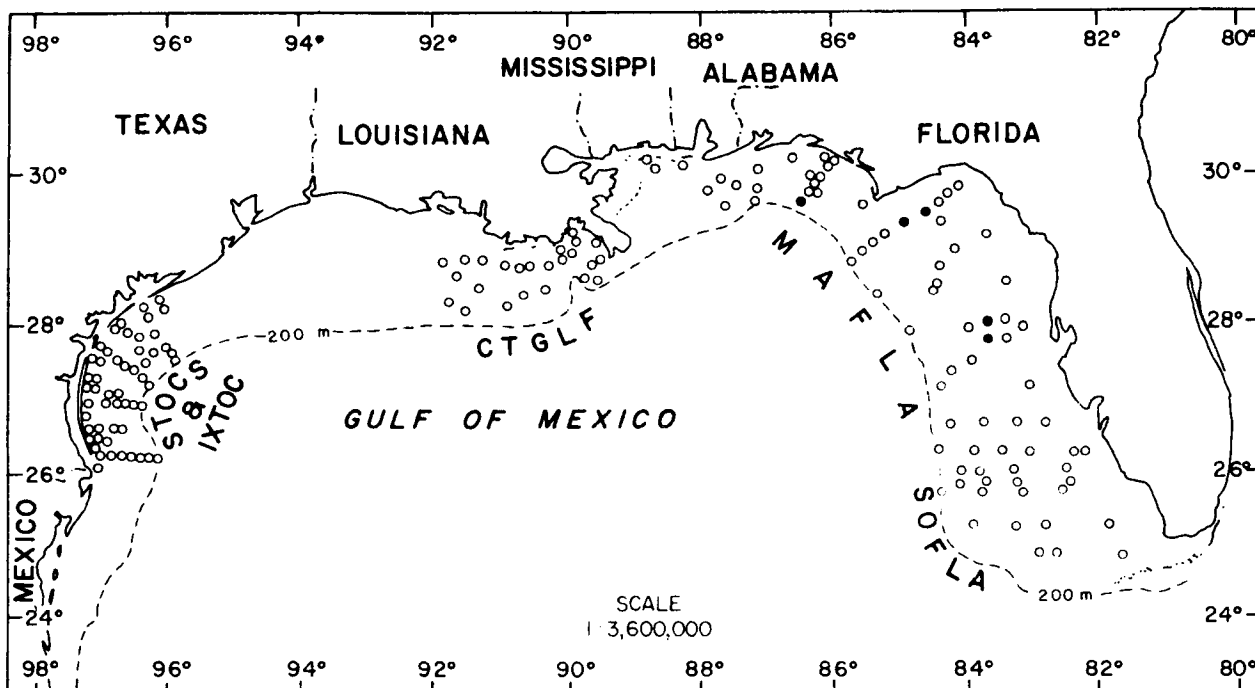 98° 96° 94° 92° 90° 88° 86° 84° 82° 80°
MISSISSIPPI ALABAMA
TEXAS LOUISIANA FLORIDA
30° 30°
MAFLA
28° 200 m CTGLF 28°
STOCS & IXTOC
GULF OF MEXICO
26° 26°
SOFLA
MEXICO
200 m
24° SCALE 24°
1:3,600,000
98° 96° 94° 92° 90° 88° 86° 84° 82° 80°